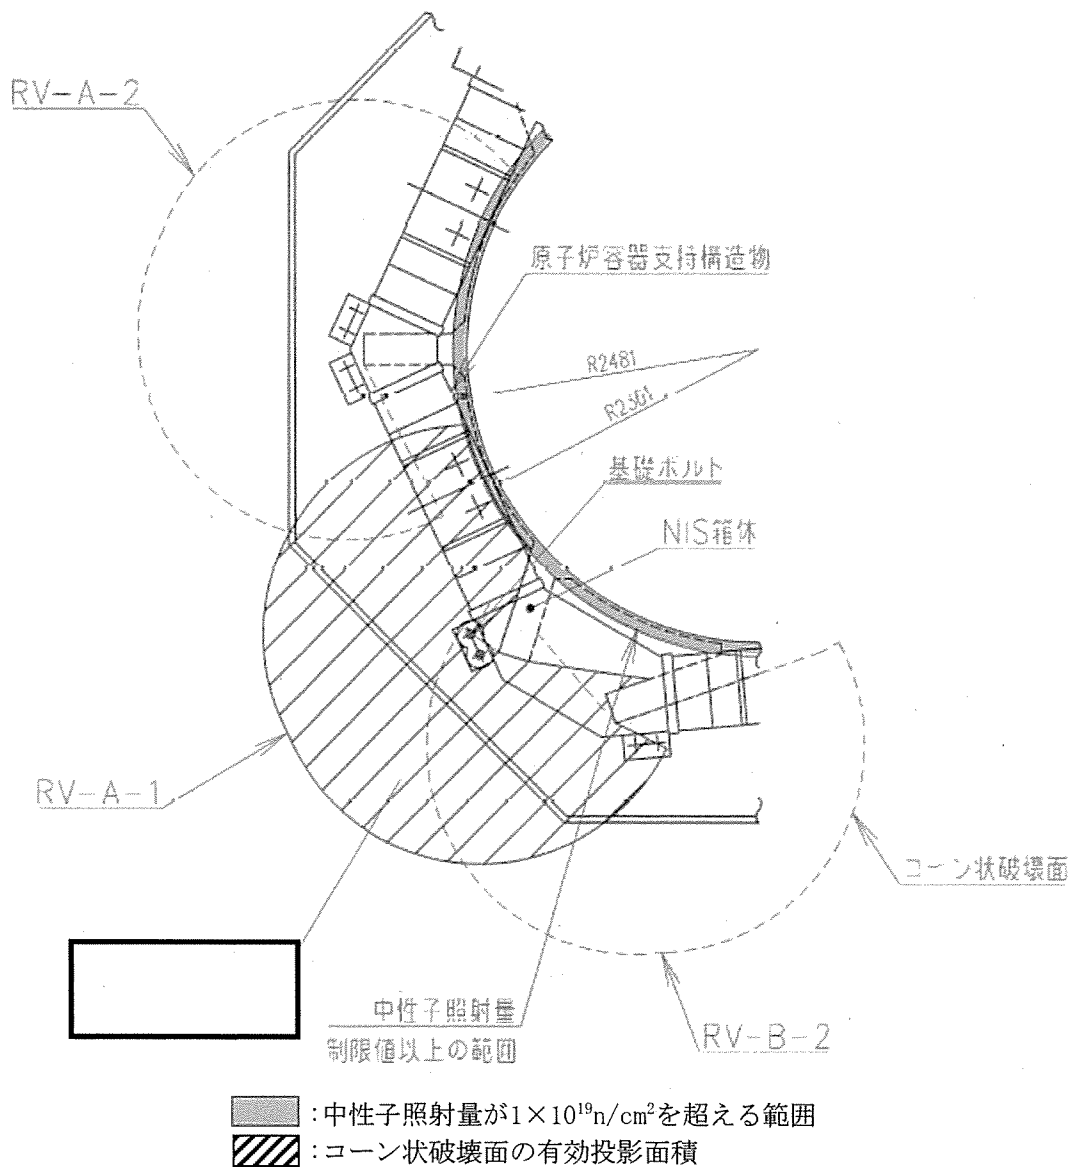 RV-A-2
原子炉容器支持構造物
R2481
R2561
基礎ボルト
NIS箱体
RV-A-1
コーン状破壊面
中性子照射量
制限値以上の範囲
RV-B-2
:中性子照射量が1×10¹⁹n/cm²を超える範囲
:コーン状破壊面の有効投影面積